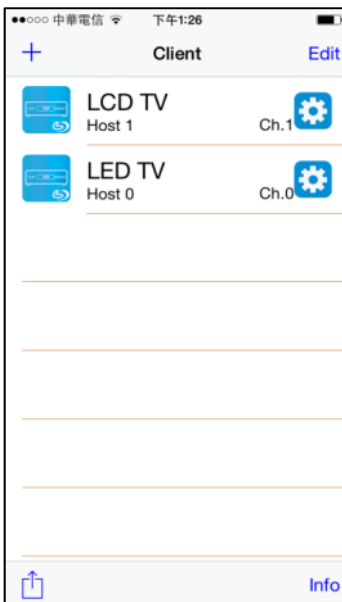 中華電信 下午1:26
+ Client Edit
LCD TV
Host 1 Ch.1
LED TV
Host 0 Ch.0
Info